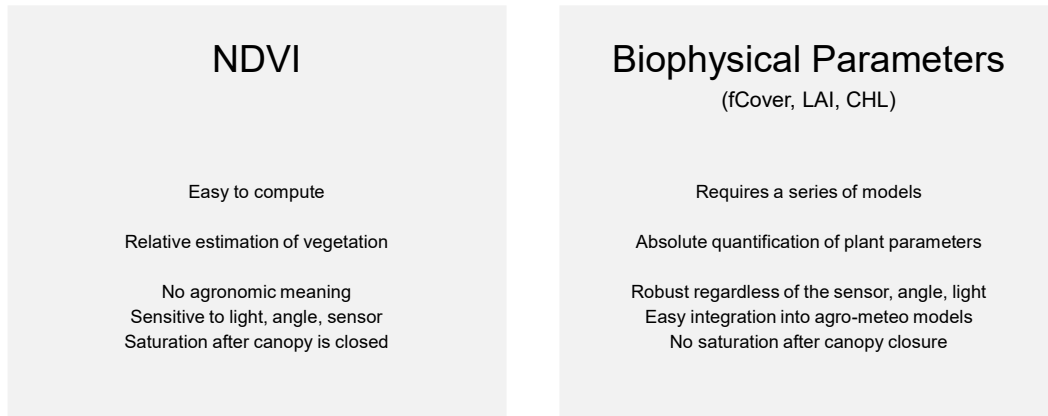 NDVI
Easy to compute
Relative estimation of vegetation
No agronomic meaning
Sensitive to light, angle, sensor
Saturation after canopy is closed
Biophysical Parameters
(fCover, LAI, CHL)
Requires a series of models
Absolute quantification of plant parameters
Robust regardless of the sensor, angle, light
Easy integration into agro-meteo models
No saturation after canopy closure